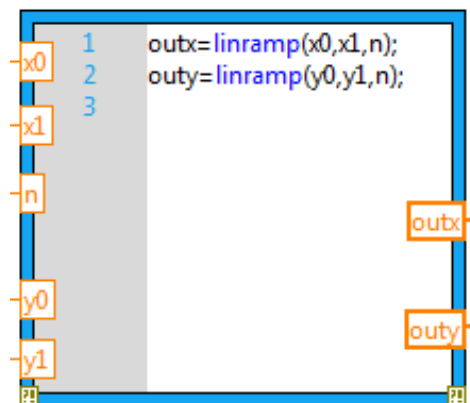 1 outx=linramp(x0,x1,n);
2 outy=linramp(y0,y1,n);
3
x0
x1
n
outx
y0
outy
y1